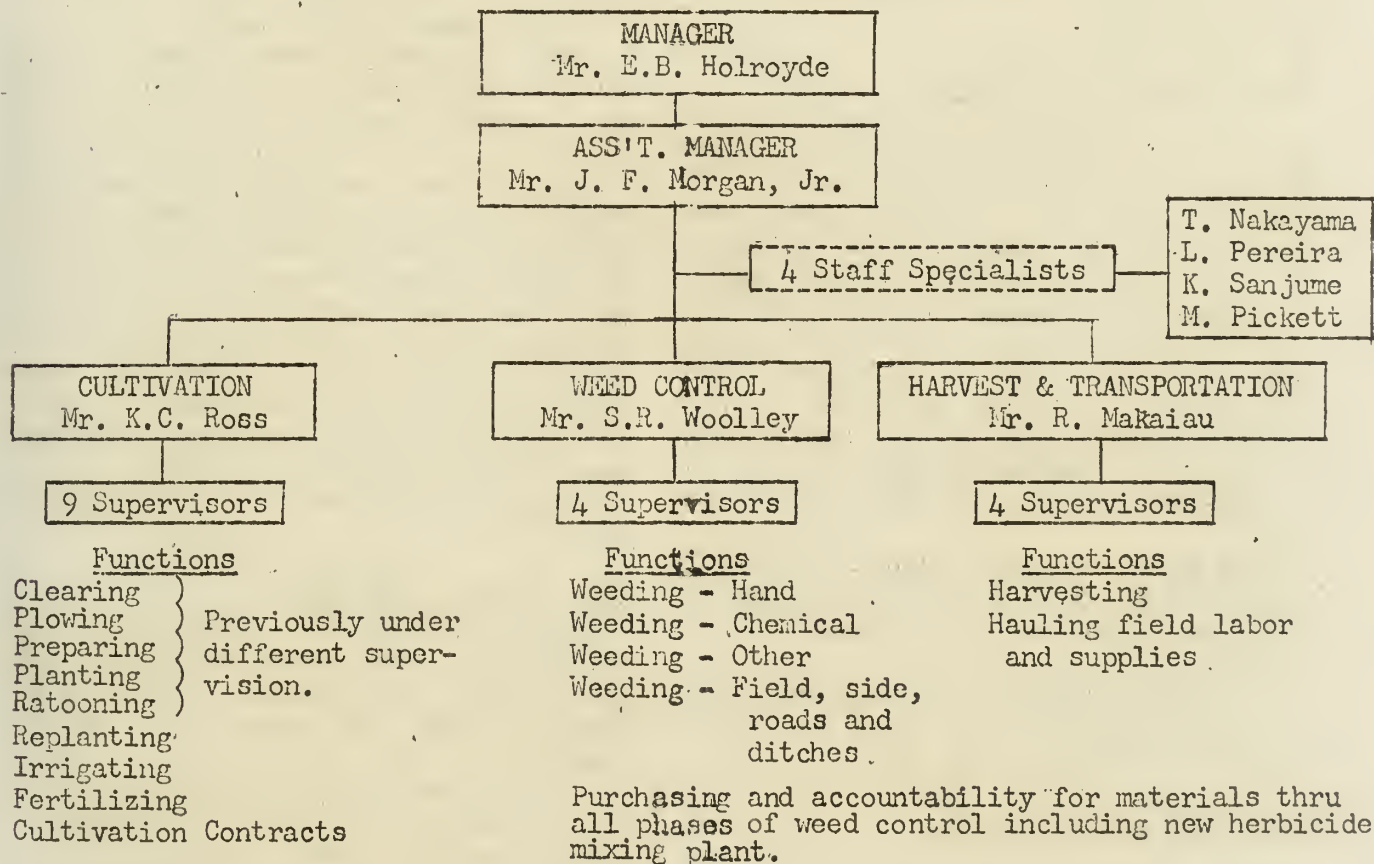 MANAGER
Mr. E.B. Holroyde
ASS'T. MANAGER
Mr. J. F. Morgan, Jr.
4 Staff Specialists
T. Nakayama
L. Pereira
K. Sanjume
M. Pickett
CULTIVATION
Mr. K.C. Ross
9 Supervisors
Functions
Clearing
Plowing
Preparing
Planting
Ratooning
Previously under
different super-
vision.
Replanting
Irrigating
Fertilizing
Cultivation Contracts
WEED CONTROL
Mr. S.R. Woolley
4 Supervisors
Functions
Weeding - Hand
Weeding - Chemical
Weeding - Other
Weeding - Field, side,
roads and
ditches.
Purchasing and accountability for materials thru
all phases of weed control including new herbicide
mixing plant.
HARVEST & TRANSPORTATION
Mr. R. Makaiau
4 Supervisors
Functions
Harvesting
Hauling field labor
and supplies.